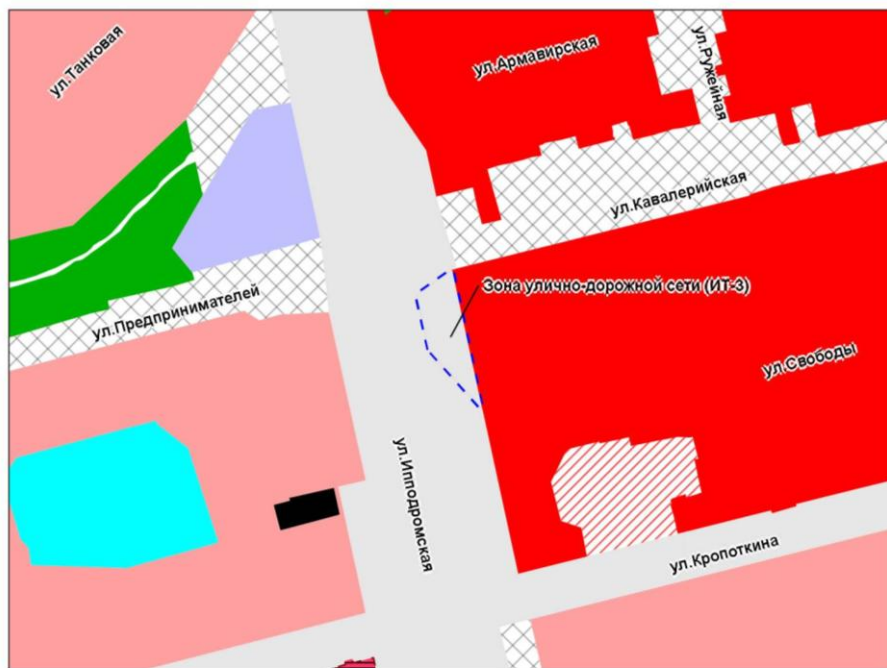 ул.Танковая
ул.Армавирская
ул.Ружейная
ул.Кавалерийская
Зона улично-дорожной сети (ИТ-3)
ул.Предпринимателей
ул.Свободы
ул.Ипподромская
ул.Кропоткина